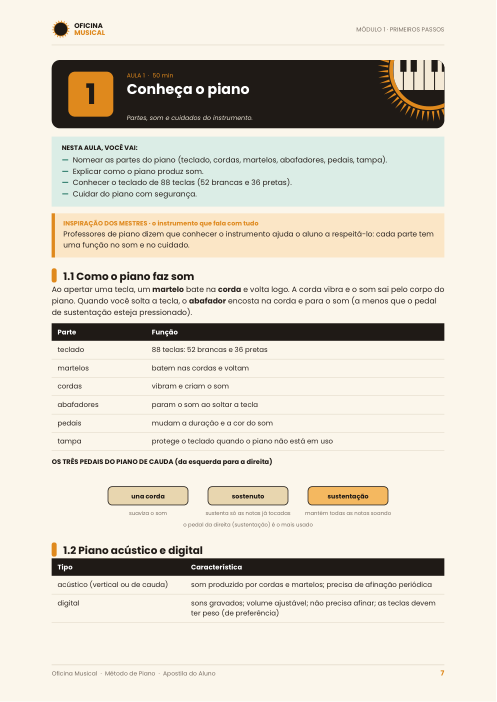 OFICINA
MUSICAL
MÓDULO 1 · PRIMEIROS PASSOS
1
AULA 1 · 50 min
Conheça o piano
Partes, som e cuidados do instrumento.
NESTA AULA, VOCÊ VAI:
— Nomear as partes do piano (teclado, cordas, martelos, abafadores, pedais, tampa).
— Explicar como o piano produz som.
— Conhecer o teclado de 88 teclas (52 brancas e 36 pretas).
— Cuidar do piano com segurança.
INSPIRAÇÃO DOS MESTRES · o instrumento que fala com tudo
Professores de piano dizem que conhecer o instrumento ajuda o aluno a respeitá-lo: cada parte tem
uma função no som e no cuidado.
1.1 Como o piano faz som
Ao apertar uma tecla, um martelo bate na corda e volta logo. A corda vibra e o som sai pelo corpo do
piano. Quando você solta a tecla, o abafador encosta na corda e para o som (a menos que o pedal
de sustentação esteja pressionado).
Parte Função
teclado 88 teclas: 52 brancas e 36 pretas
martelos batem nas cordas e voltam
cordas vibram e criam o som
abafadores param o som ao soltar a tecla
pedais mudam a duração e a cor do som
tampa protege o teclado quando o piano não está em uso
OS TRÊS PEDAIS DO PIANO DE CAUDA (da esquerda para a direita)
una corda sostenuto sustentação
suaviza o som sustenta só as notas já tocadas mantém todas as notas soando
o pedal da direita (sustentação) é o mais usado
1.2 Piano acústico e digital
Tipo Característica
acústico (vertical ou de cauda) som produzido por cordas e martelos; precisa de afinação periódica
digital sons gravados; volume ajustável; não precisa afinar; as teclas devem
ter peso (de preferência)
Oficina Musical · Método de Piano · Apostila do Aluno 7